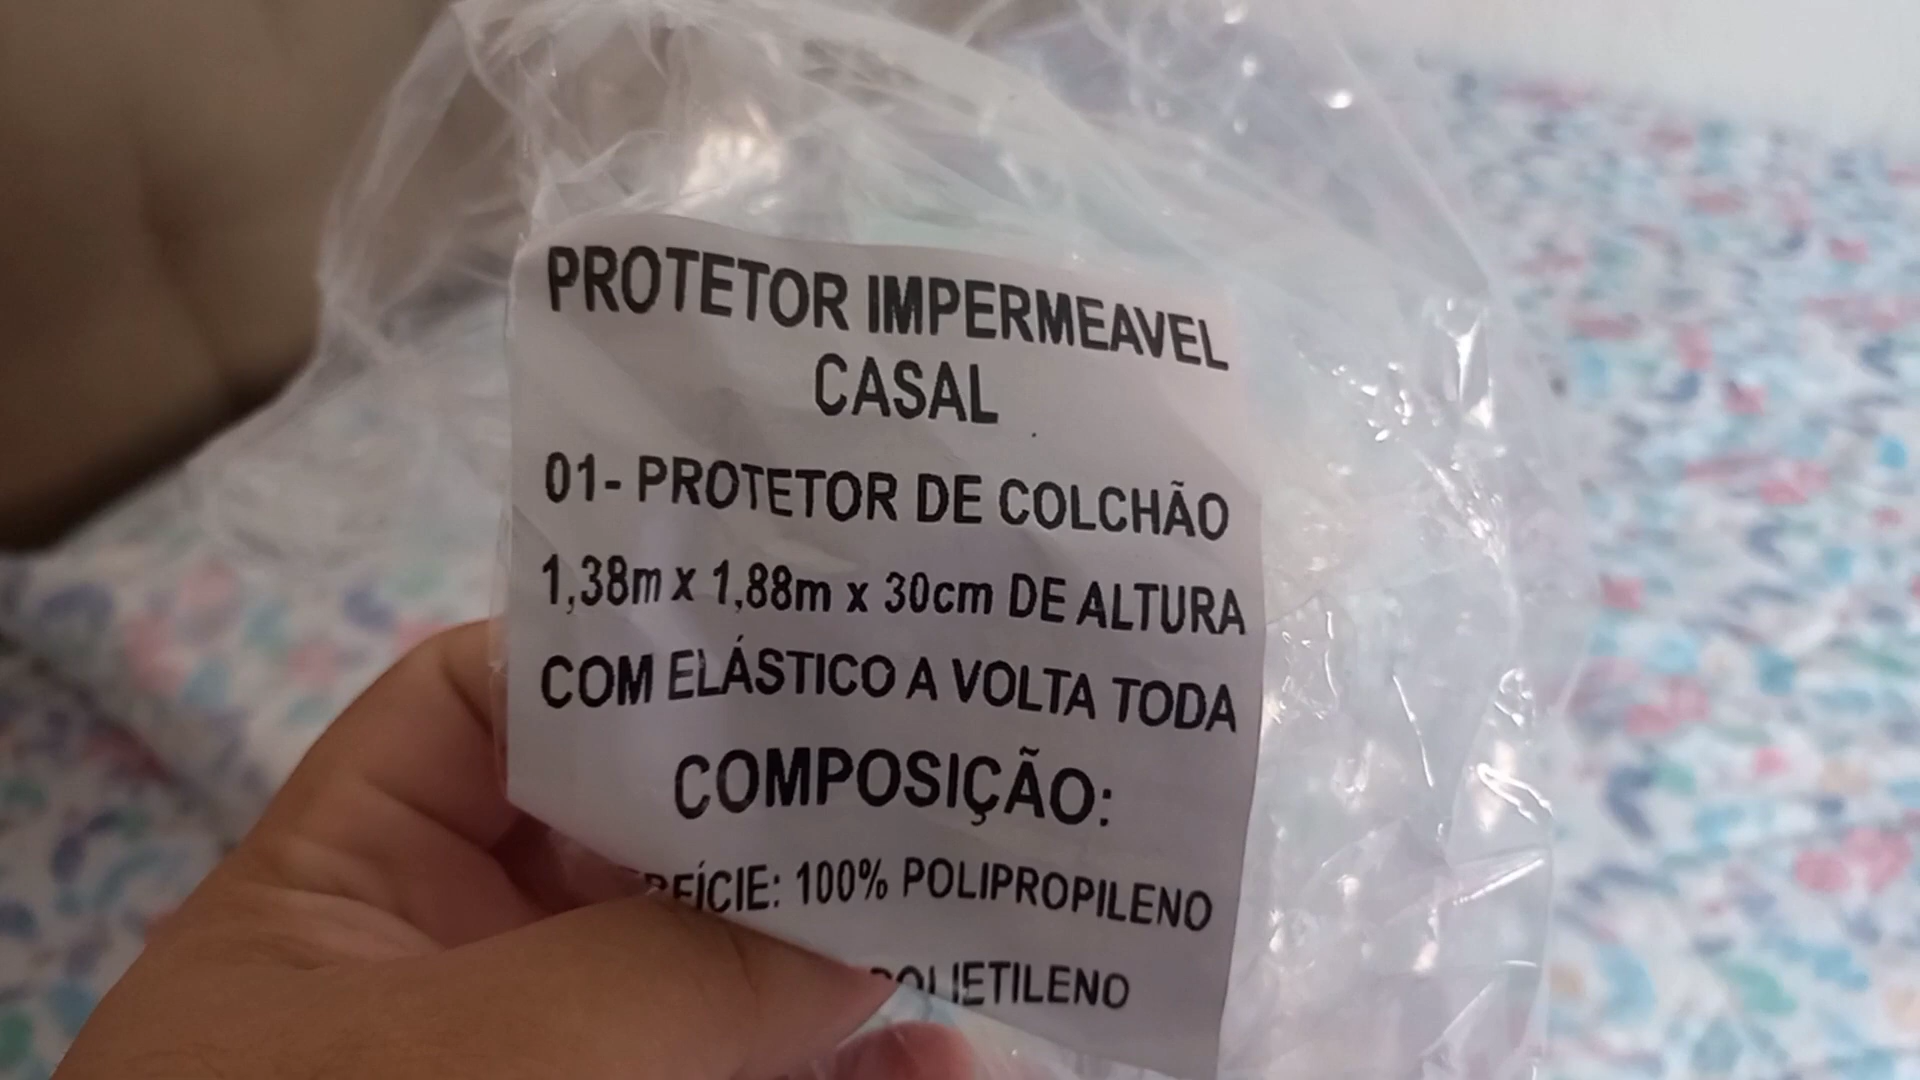 PROTETOR IMPERMEAVEL
CASAL
01- PROTETOR DE COLCHÃO
1,38m x 1,88m x 30cm DE ALTURA
COM ELÁSTICO A VOLTA TODA
COMPOSIÇÃO:
100% POLIPROPILENO
POLIETILENO